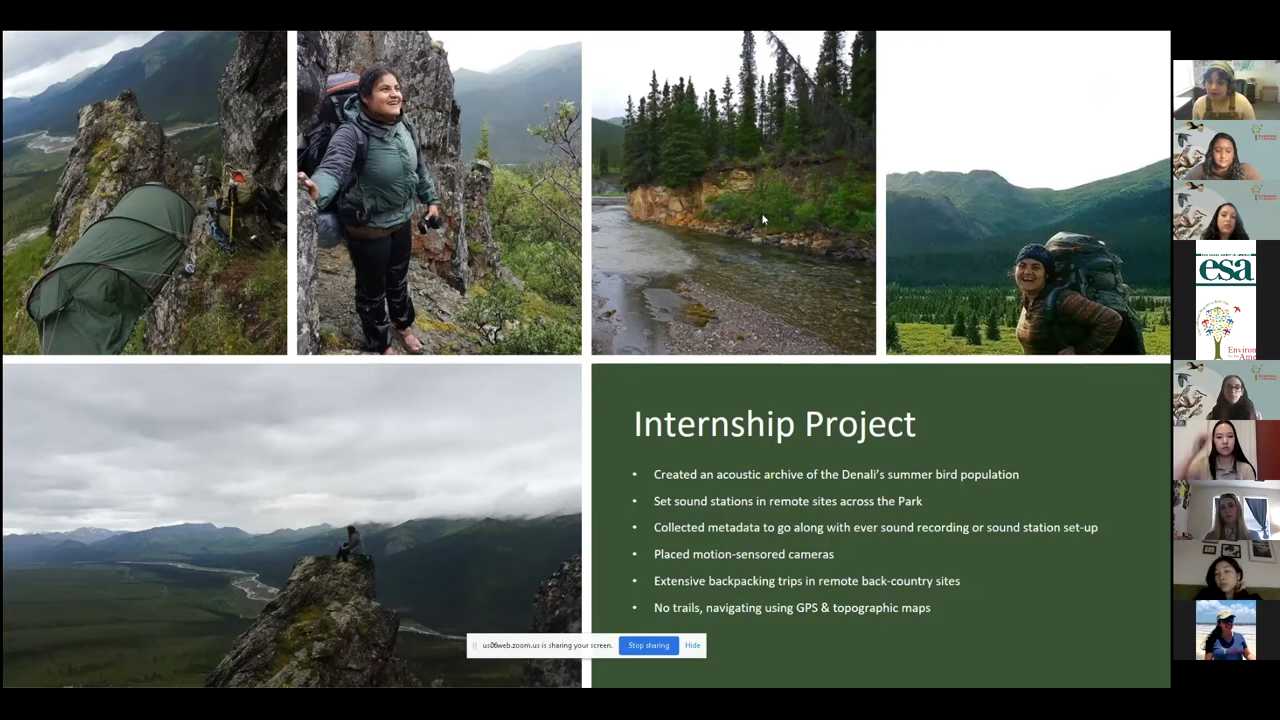 Internship Project
• Created an acoustic archive of the Denali's summer bird population
• Set sound stations in remote sites across the Park
• Collected metadata to go along with ever sound recording or sound station set-up
• Placed motion-sensored cameras
• Extensive backpacking trips in remote back-country sites
• No trails, navigating using GPS & topographic maps
us06web.zoom.us is sharing your screen. Stop sharing Hide
esa
Environ
Ame